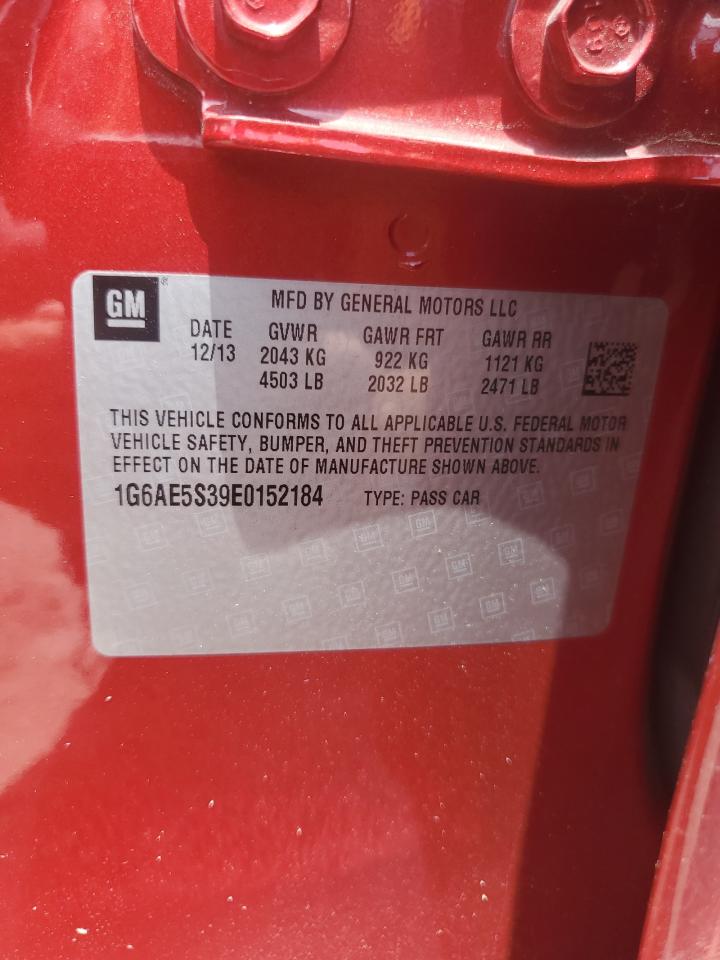 GM
MFD BY GENERAL MOTORS LLC
DATE GVWR GAWR FRT GAWR RR
12/13 2043 KG 922 KG 1121 KG
4503 LB 2032 LB 2471 LB
THIS VEHICLE CONFORMS TO ALL APPLICABLE U.S. FEDERAL MOTOR
VEHICLE SAFETY, BUMPER, AND THEFT PREVENTION STANDARDS IN
EFFECT ON THE DATE OF MANUFACTURE SHOWN ABOVE.
1G6AE5S39E0152184 TYPE: PASS CAR